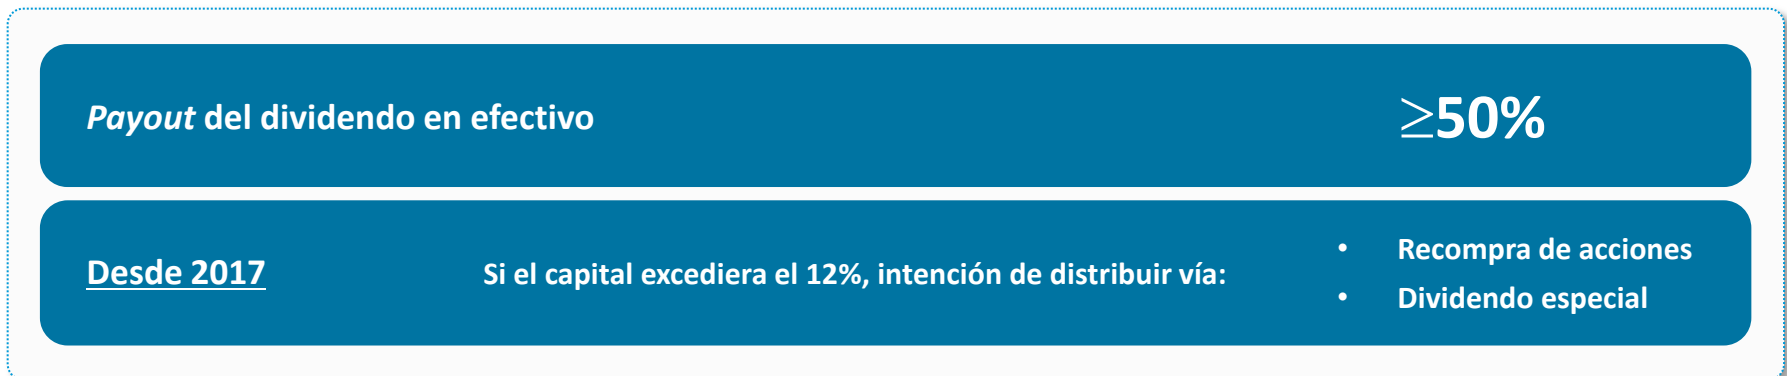 Payout del dividendo en efectivo
≥50%
Desde 2017
Si el capital excediera el 12%, intención de distribuir vía:
• Recompra de acciones
• Dividendo especial